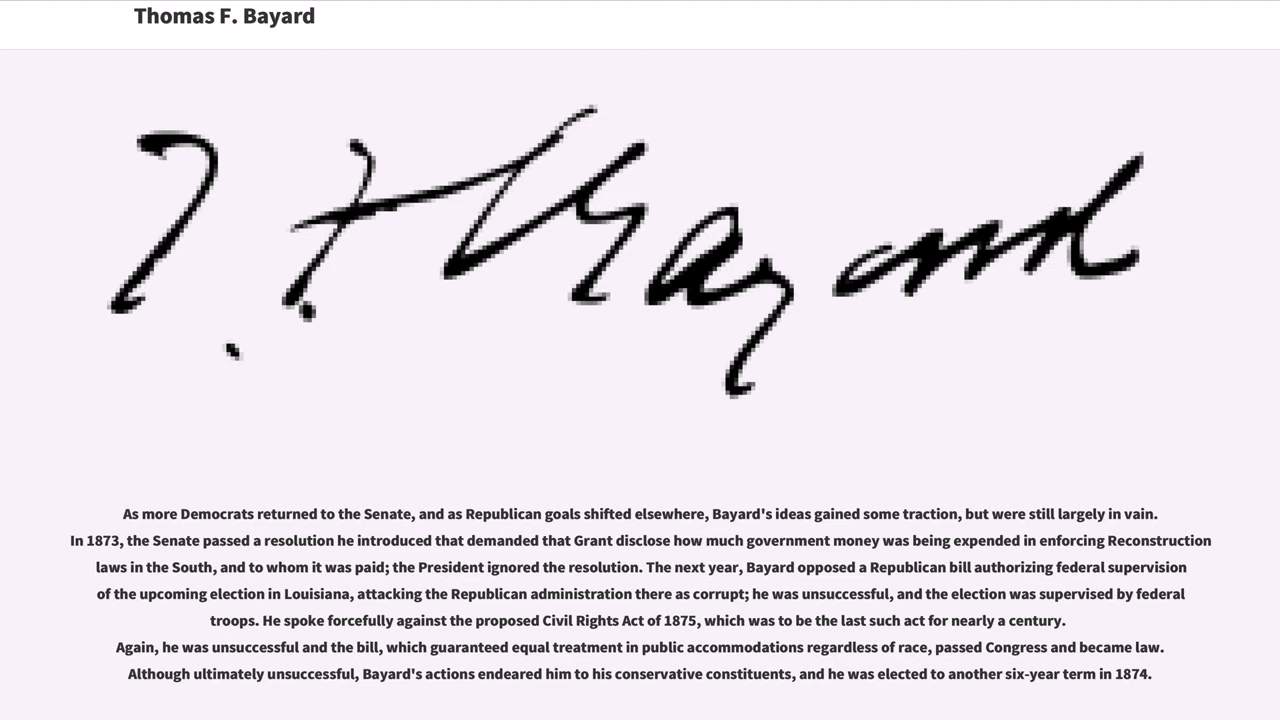 Thomas F. Bayard
T. F. Bayard
As more Democrats returned to the Senate, and as Republican goals shifted elsewhere, Bayard's ideas gained some traction, but were still largely in vain.
In 1873, the Senate passed a resolution he introduced that demanded that Grant disclose how much government money was being expended in enforcing Reconstruction
laws in the South, and to whom it was paid; the President ignored the resolution. The next year, Bayard opposed a Republican bill authorizing federal supervision
of the upcoming election in Louisiana, attacking the Republican administration there as corrupt; he was unsuccessful, and the election was supervised by federal
troops. He spoke forcefully against the proposed Civil Rights Act of 1875, which was to be the last such act for nearly a century.
Again, he was unsuccessful and the bill, which guaranteed equal treatment in public accommodations regardless of race, passed Congress and became law.
Although ultimately unsuccessful, Bayard's actions endeared him to his conservative constituents, and he was elected to another six-year term in 1874.